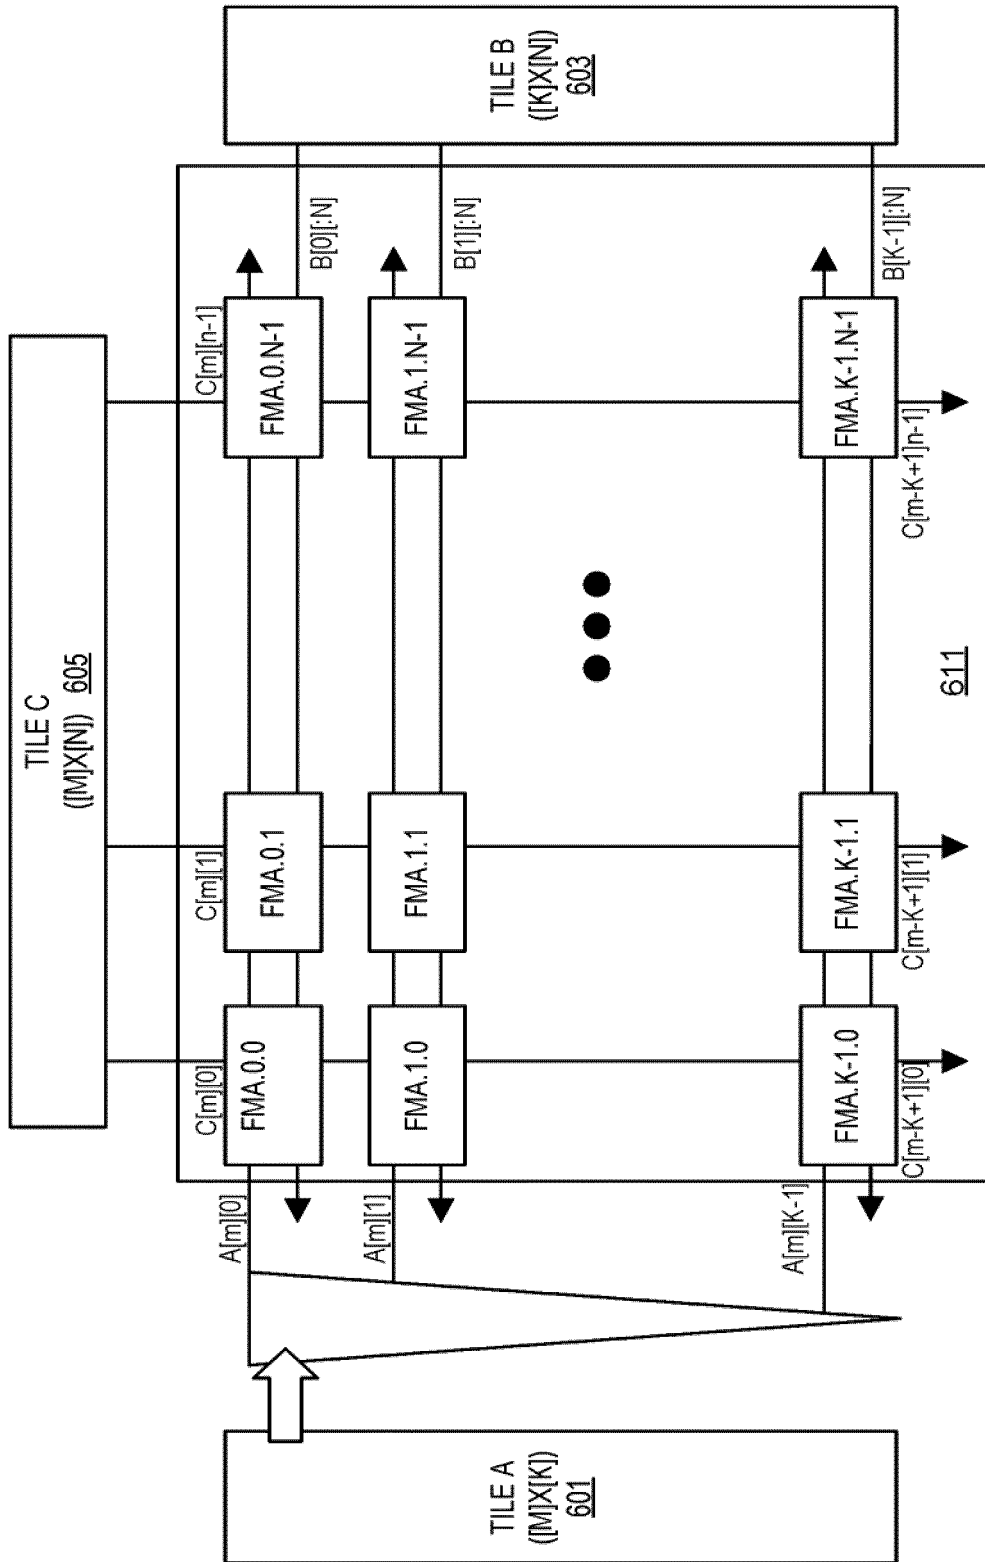 TILE C
([M]X[N]) 605
TILE B
([K]X[N])
603
TILE A
([M]X[K])
601
C[m][0]
C[m][1]
C[m][n-1]
A[m][0]
FMA.0.0
FMA.0.1
FMA.0.N-1
B[0][:N]
A[m][1]
FMA.1.0
FMA.1.1
FMA.1.N-1
B[1][:N]
A[m][K-1]
FMA.K-1.0
FMA.K-1.1
FMA.K-1.N-1
B[K-1][:N]
C[m-K+1][0]
C[m-K+1][1]
C[m-K+1]n-1]
611